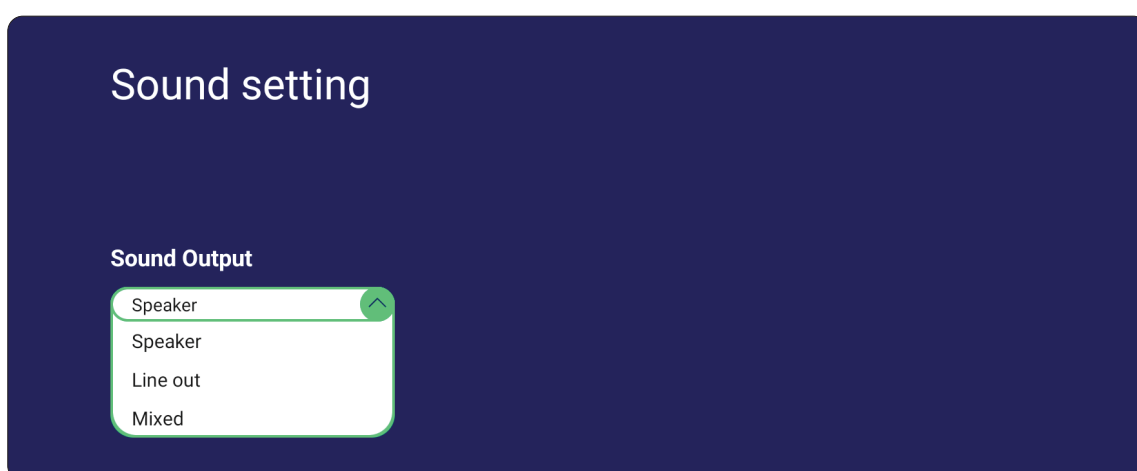 Sound setting
Sound Output
Speaker
Speaker
Line out
Mixed